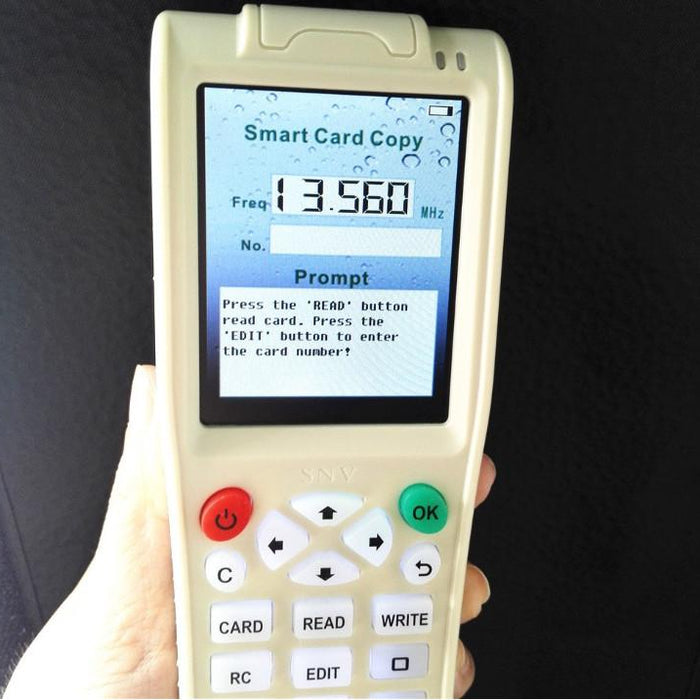 Smart Card Copy
Freq 13.560 MHz
No.
Prompt
Press the 'READ' button
read card. Press the
'EDIT' button to enter
the card number!
SNY
OK
C
CARD READ WRITE
RC EDIT